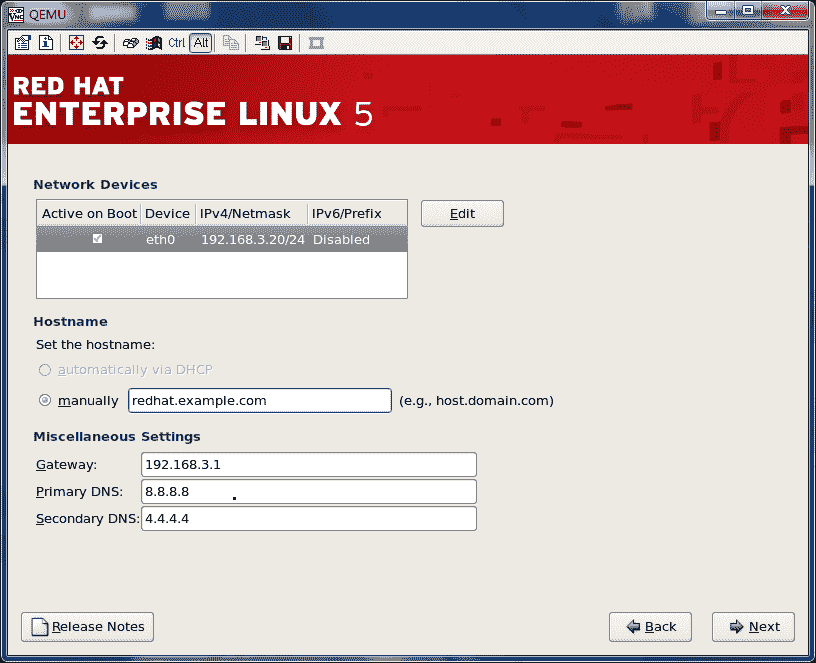 QEMU
Ctrl Alt
RED HAT
ENTERPRISE LINUX 5
Network Devices
Active on Boot Device IPv4/Netmask IPv6/Prefix
eth0 192.168.3.20/24 Disabled
Edit
Hostname
Set the hostname:
automatically via DHCP
manually redhat.example.com (e.g., host.domain.com)
Miscellaneous Settings
Gateway: 192.168.3.1
Primary DNS: 8.8.8.8
Secondary DNS: 4.4.4.4
Release Notes Back Next